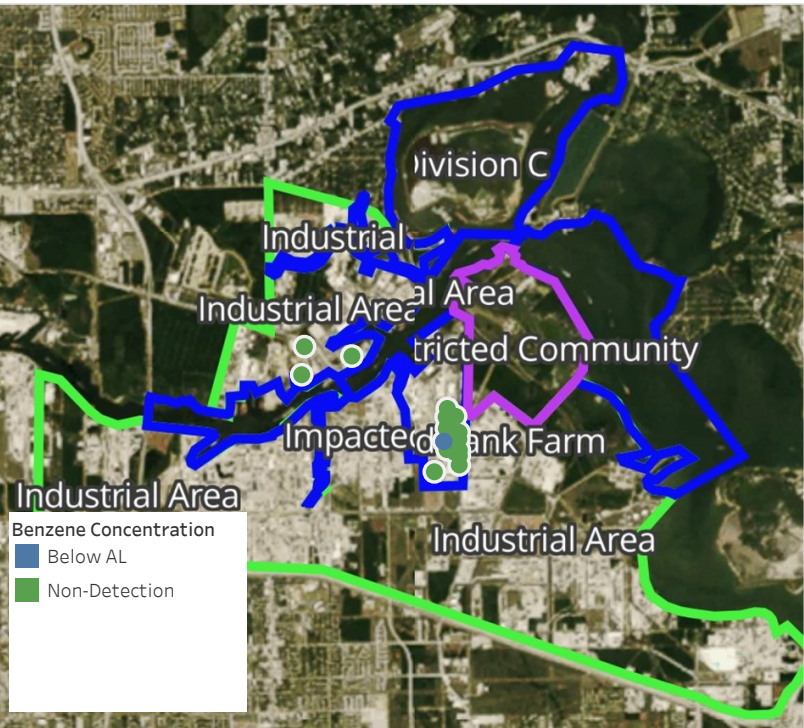 Division C
Industrial
al Area
Industrial Area
tricted Community
Impacted
ank Farm
Industrial Area
Industrial Area
Benzene Concentration
Below AL
Non-Detection